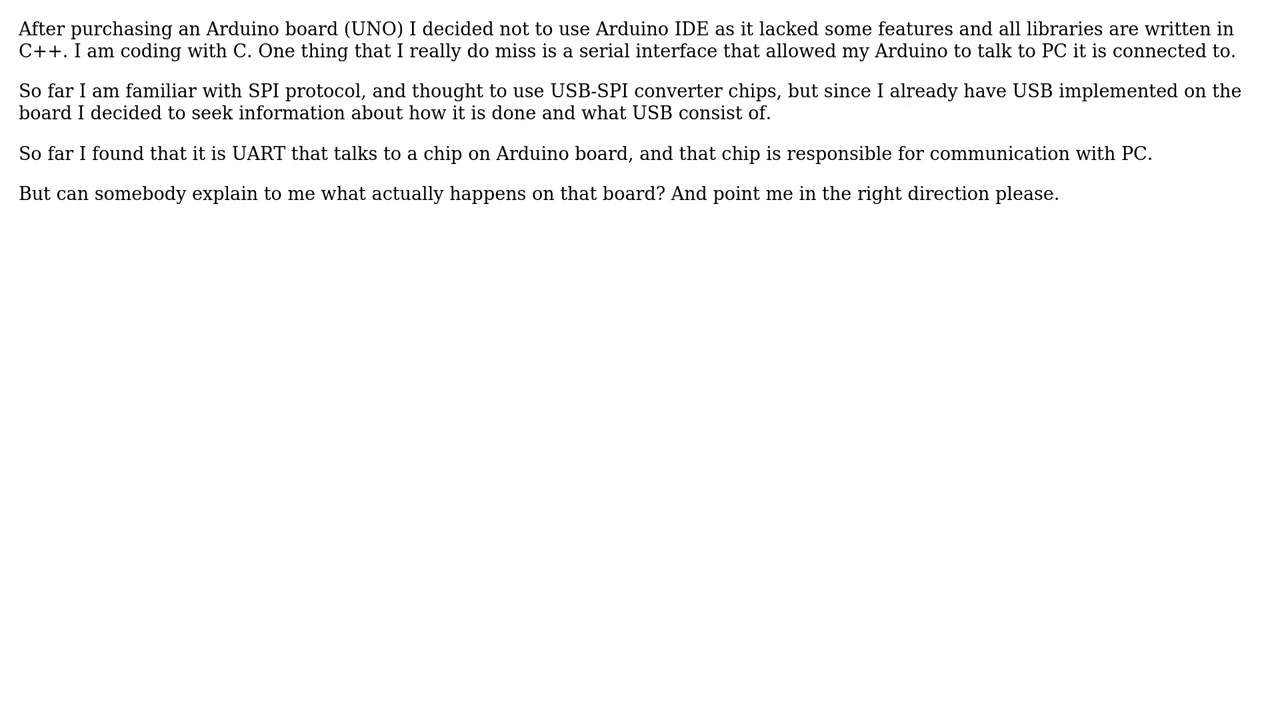 After purchasing an Arduino board (UNO) I decided not to use Arduino IDE as it lacked some features and all libraries are written in
C++. I am coding with C. One thing that I really do miss is a serial interface that allowed my Arduino to talk to PC it is connected to.
So far I am familiar with SPI protocol, and thought to use USB-SPI converter chips, but since I already have USB implemented on the
board I decided to seek information about how it is done and what USB consist of.
So far I found that it is UART that talks to a chip on Arduino board, and that chip is responsible for communication with PC.
But can somebody explain to me what actually happens on that board? And point me in the right direction please.